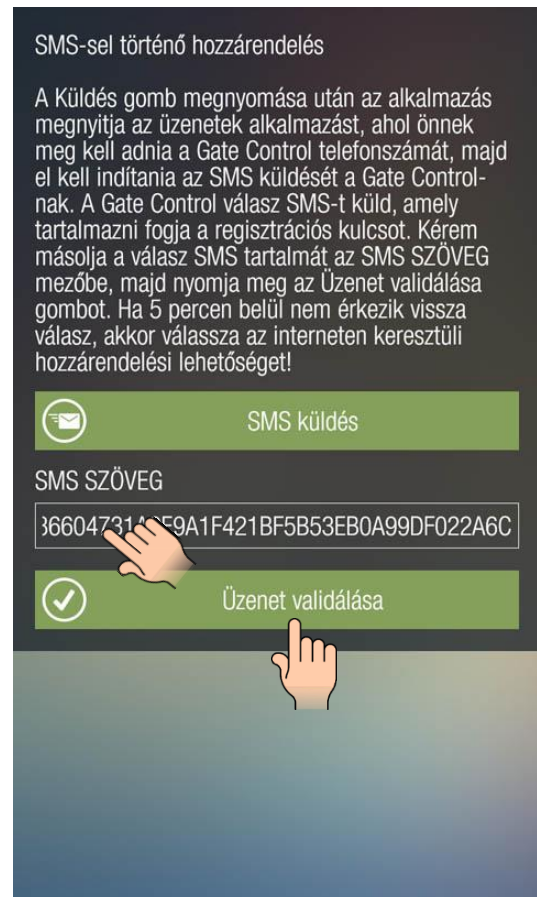 SMS-sel történő hozzárendelés
A Küldés gomb megnyomása után az alkalmazás
megnyitja az üzenetek alkalmazást, ahol önnek
meg kell adnia a Gate Control telefonszámát, majd
el kell indítania az SMS küldését a Gate Control-
nak. A Gate Control válasz SMS-t küld, amely
tartalmazni fogja a regisztrációs kulcsot. Kérem
másolja a válasz SMS tartalmát az SMS SZÖVEG
mezőbe, majd nyomja meg az Üzenet validálása
gombot. Ha 5 percen belül nem érkezik vissza
válasz, akkor válassza az interneten keresztüli
hozzárendelési lehetőséget!
SMS küldés
SMS SZÖVEG
Üzenet validálása